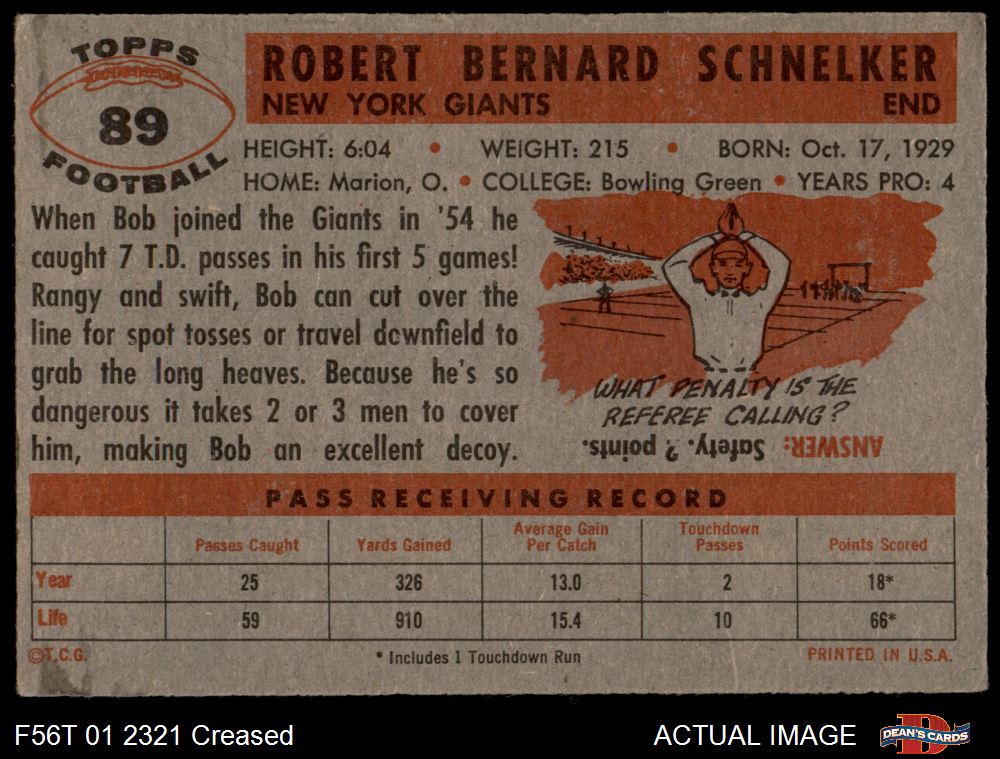 TOPPS
89
FOOTBALL
ROBERT BERNARD SCHNELKER
NEW YORK GIANTS END
HEIGHT: 6:04 • WEIGHT: 215 • BORN: Oct. 17, 1929
HOME: Marion, O. • COLLEGE: Bowling Green • YEARS PRO: 4
When Bob joined the Giants in '54 he
caught 7 T.D. passes in his first 5 games!
Rangy and swift, Bob can cut over the
line for spot tosses or travel downfield to
grab the long heaves. Because he's so
dangerous it takes 2 or 3 men to cover
him, making Bob an excellent decoy.
WHAT PENALTY IS THE
REFEREE CALLING?
ANSWER: Safety. 2 points.
PASS RECEIVING RECORD
Passes Caught Yards Gained Average Gain Per Catch Touchdown Passes Points Scored
Year 25 326 13.0 2 18*
Life 59 910 15.4 10 66*
©T.C.G. * Includes 1 Touchdown Run PRINTED IN U.S.A.
F56T 01 2321 Creased ACTUAL IMAGE DEAN'S CARDS